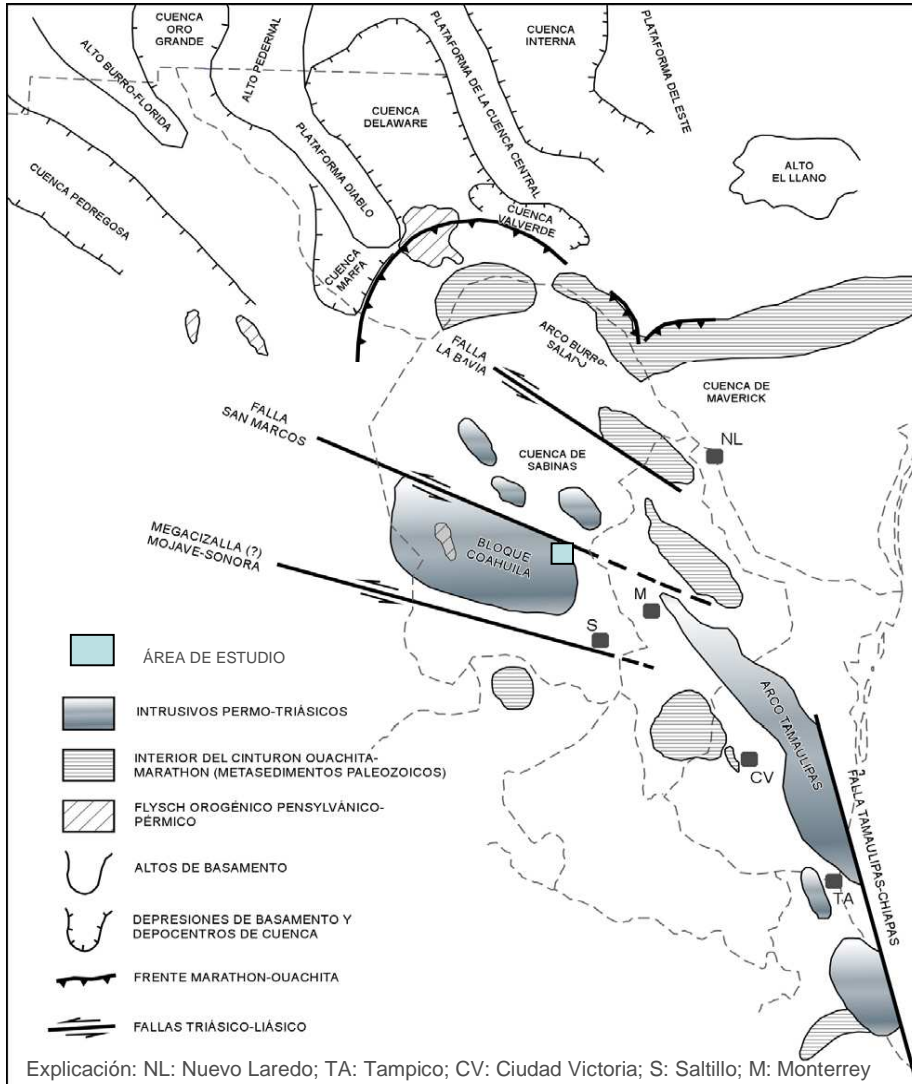 CUENCA
ORO
GRANDE
ALTO PEDERNAL
CUENCA
INTERNA
PLATAFORMA DEL ESTE
ALTO BURRO-FLORIDA
PLATAFORMA DE LA CUENCA CENTRAL
CUENCA
DELAWARE
PLATAFORMA DIABLO
ALTO
EL LLANO
CUENCA PEDREGOSA
CUENCA
VALVERDE
CUENCA
MARFA
ARCO BURRO-
SALADO
FALLA
LA BAVIA
CUENCA DE
MAVERICK
FALLA
SAN MARCOS
NL
CUENCA DE
SABINAS
MEGACIZALLA (?)
MOJAVE-SONORA
BLOQUE
COAHUILA
M
S
ARCO TAMAULIPAS
CV
FALLA TAMAULIPAS-CHIAPAS
TA
ÁREA DE ESTUDIO
INTRUSIVOS PERMO-TRIÁSICOS
INTERIOR DEL CINTURON OUACHITA-
MARATHON (METASEDIMENTOS PALEOZOICOS)
FLYSCH OROGÉNICO PENSYLVÁNICO-
PÉRMICO
ALTOS DE BASAMENTO
DEPRESIONES DE BASAMENTO Y
DEPOCENTROS DE CUENCA
FRENTE MARATHON-OUACHITA
FALLAS TRIÁSICO-LIÁSICO
Explicación: NL: Nuevo Laredo; TA: Tampico; CV: Ciudad Victoria; S: Saltillo; M: Monterrey